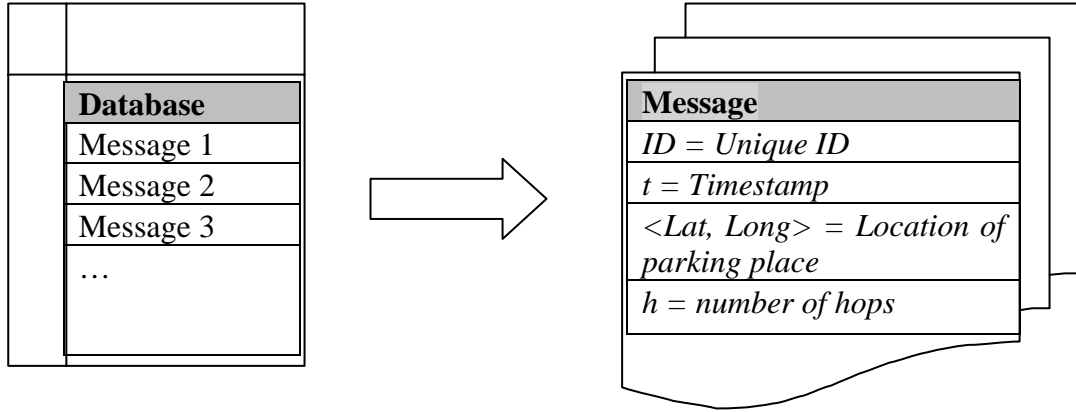 Database
Message 1
Message 2
Message 3
…
Message
ID = Unique ID
t = Timestamp
<Lat, Long> = Location of
parking place
h = number of hops